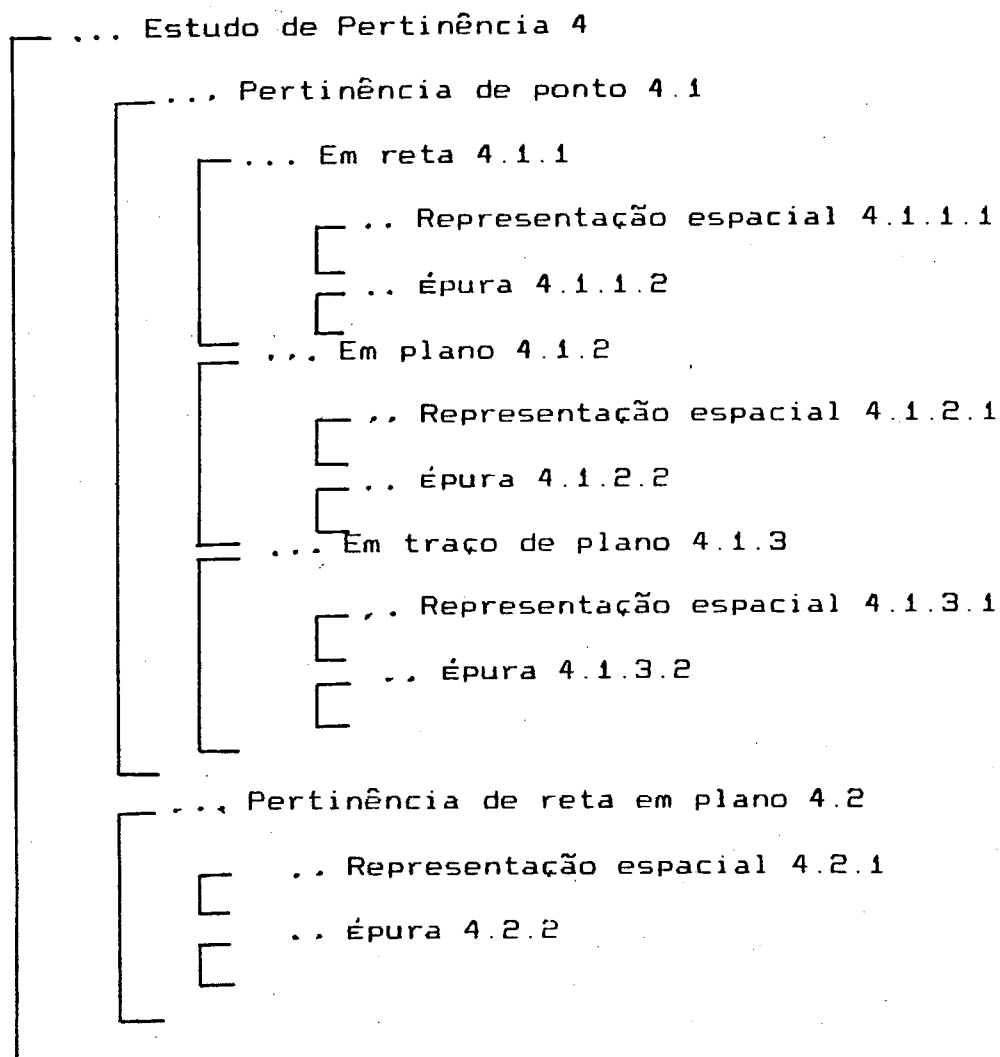 ... Estudo de Pertinência 4
... Pertinência de ponto 4.1
... Em reta 4.1.1
.. Representação espacial 4.1.1.1
.. Épura 4.1.1.2
... Em plano 4.1.2
.. Representação espacial 4.1.2.1
.. Épura 4.1.2.2
... Em traço de plano 4.1.3
.. Representação espacial 4.1.3.1
.. Épura 4.1.3.2
... Pertinência de reta em plano 4.2
.. Representação espacial 4.2.1
.. Épura 4.2.2